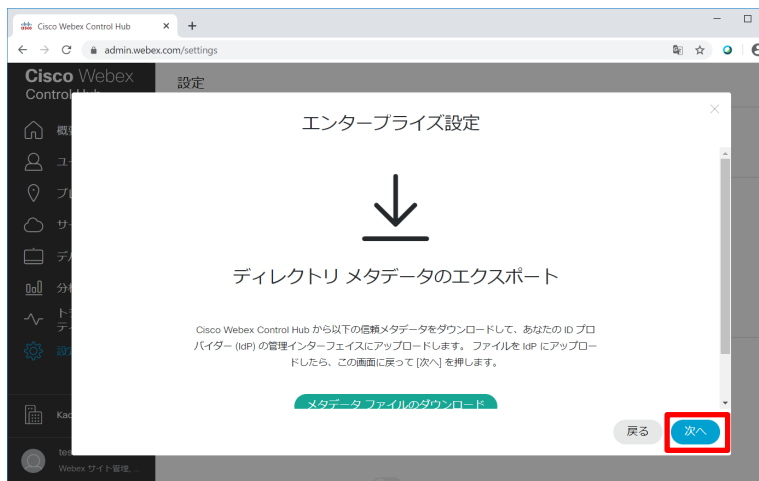 Cisco Webex Control Hub
admin.webex.com/settings
Cisco Webex
設定
エンタープライズ設定
ディレクトリ メタデータのエクスポート
Cisco Webex Control Hub から以下の信頼メタデータをダウンロードして、あなたの ID プロ
バイダー (IdP) の管理インターフェイスにアップロードします。 ファイルを IdP にアップロー
ドしたら、この画面に戻って [次へ] を押します。
メタデータ ファイルのダウンロード
戻る
次へ
Webex サイト管理, ...